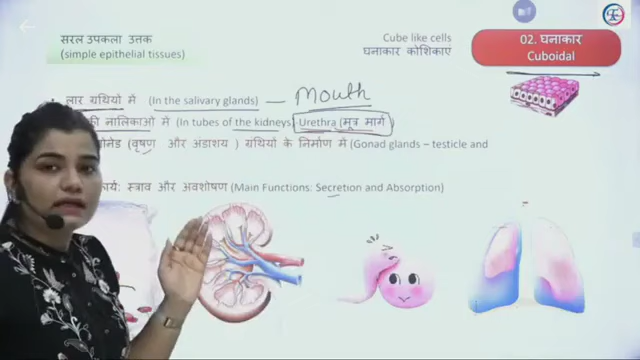 सरल उपकला उत्तक
(simple epithelial tissues)
Cube like cells
घनाकार कोशिकाएं
02. घनाकार
Cuboidal
लार ग्रंथियों में (In the salivary glands) — Mouth
की नालिकाओं में (In tubes of the kidneys) Urethra (मूत्र मार्ग)
(वृषण और अंडाशय) ग्रंथियों के निर्माण में (Gonad glands – testicle and
कार्य: स्त्राव और अवशोषण (Main Functions: Secretion and Absorption)